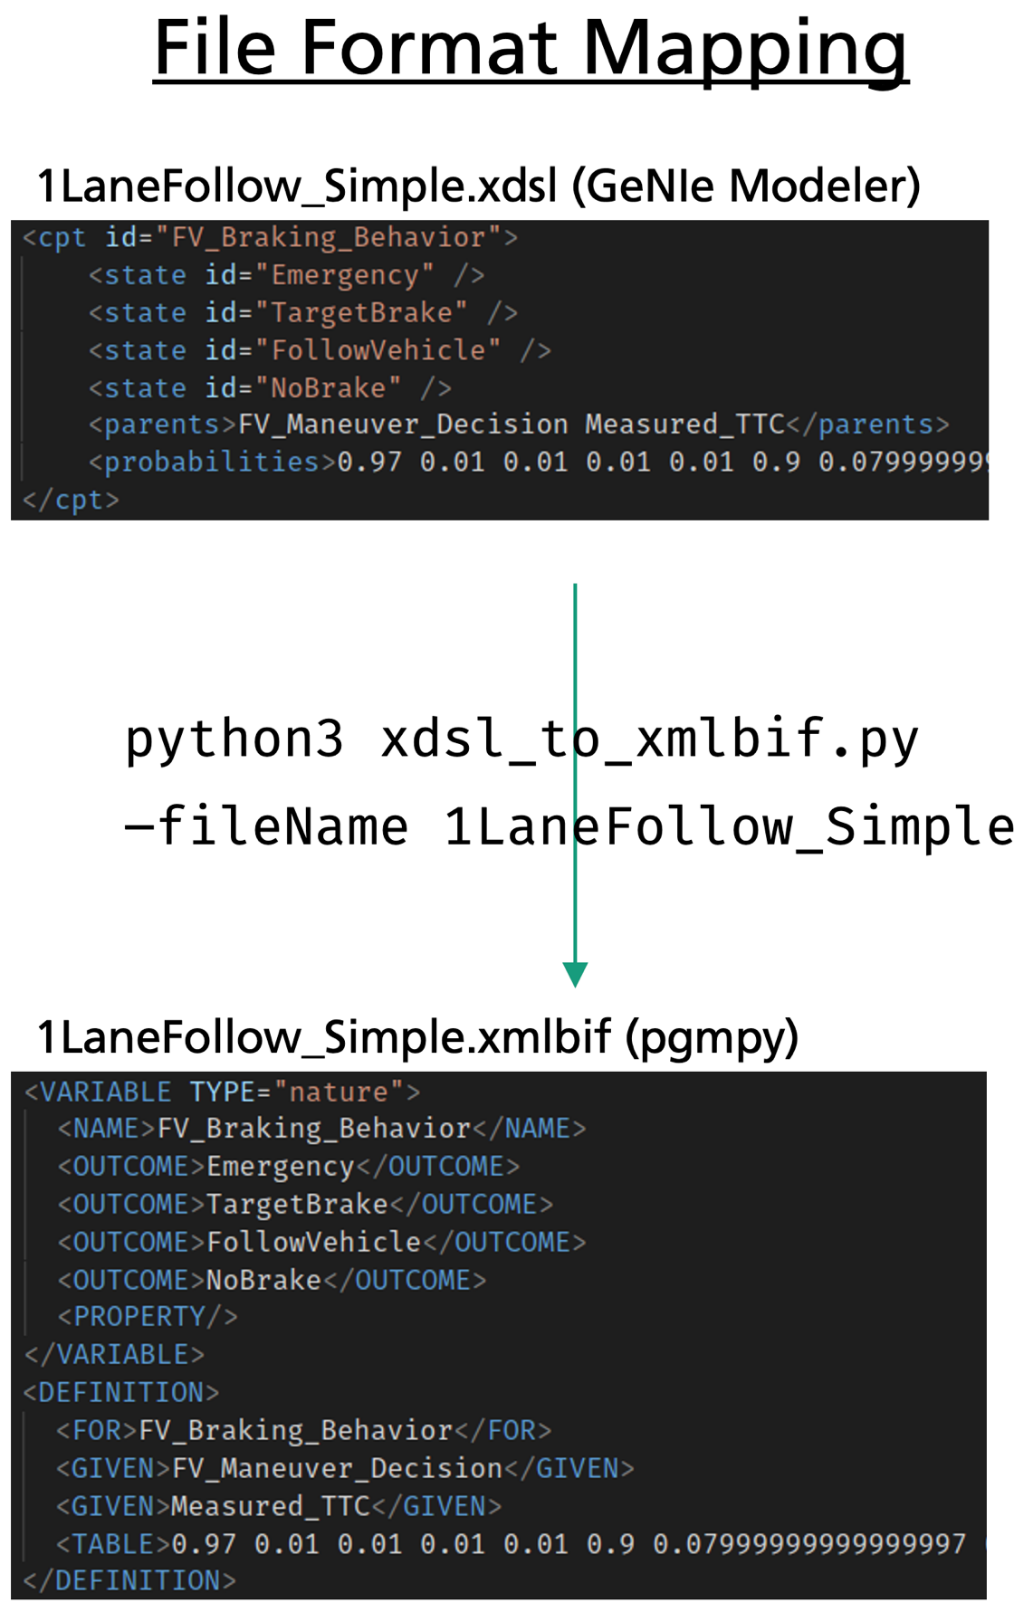 File Format Mapping
1LaneFollow_Simple.xdsl (GeNIe Modeler)
<cpt id="FV_Braking_Behavior">
<state id="Emergency" />
<state id="TargetBrake" />
<state id="FollowVehicle" />
<state id="NoBrake" />
<parents>FV_Maneuver_Decision Measured_TTC</parents>
<probabilities>0.97 0.01 0.01 0.01 0.01 0.9 0.079999999
</cpt>
python3 xdsl_to_xmlbif.py
–fileName 1LaneFollow_Simple
1LaneFollow_Simple.xmlbif (pgmpy)
<VARIABLE TYPE="nature">
<NAME>FV_Braking_Behavior</NAME>
<OUTCOME>Emergency</OUTCOME>
<OUTCOME>TargetBrake</OUTCOME>
<OUTCOME>FollowVehicle</OUTCOME>
<OUTCOME>NoBrake</OUTCOME>
<PROPERTY/>
</VARIABLE>
<DEFINITION>
<FOR>FV_Braking_Behavior</FOR>
<GIVEN>FV_Maneuver_Decision</GIVEN>
<GIVEN>Measured_TTC</GIVEN>
<TABLE>0.97 0.01 0.01 0.01 0.01 0.9 0.07999999999999997
</DEFINITION>